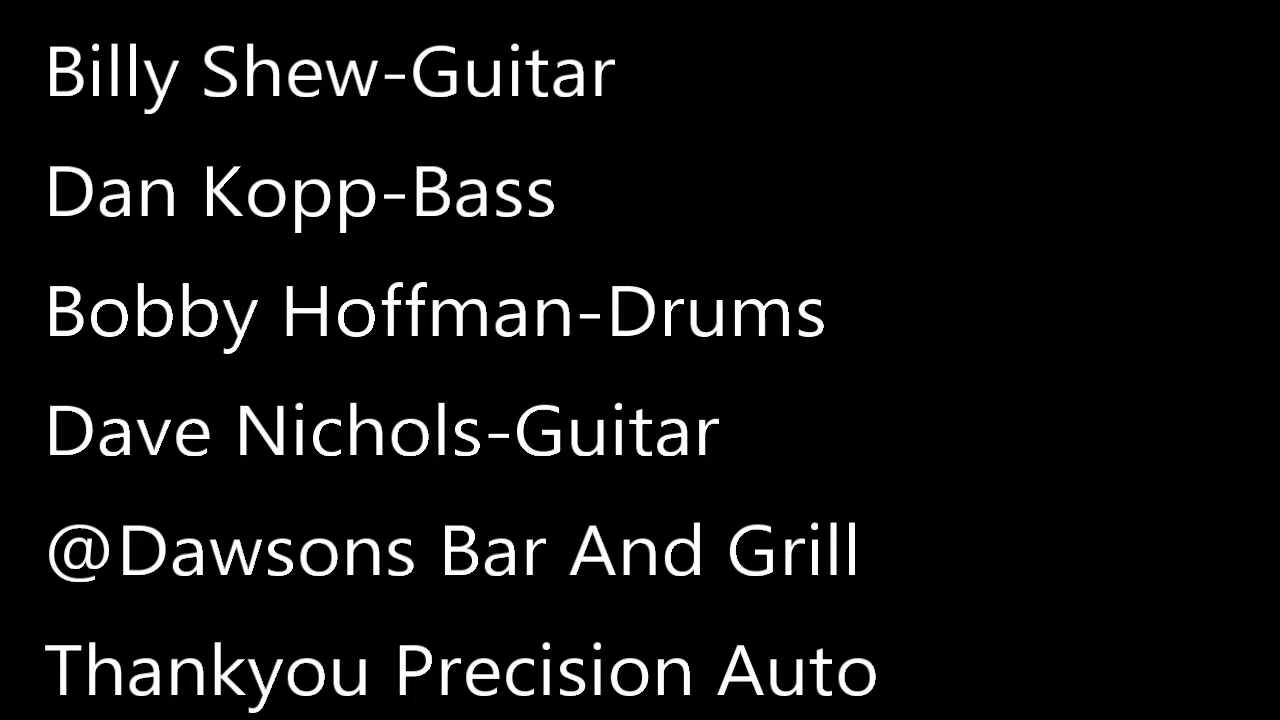 Billy Shew-Guitar
Dan Kopp-Bass
Bobby Hoffman-Drums
Dave Nichols-Guitar
@Dawsons Bar And Grill
Thankyou Precision Auto